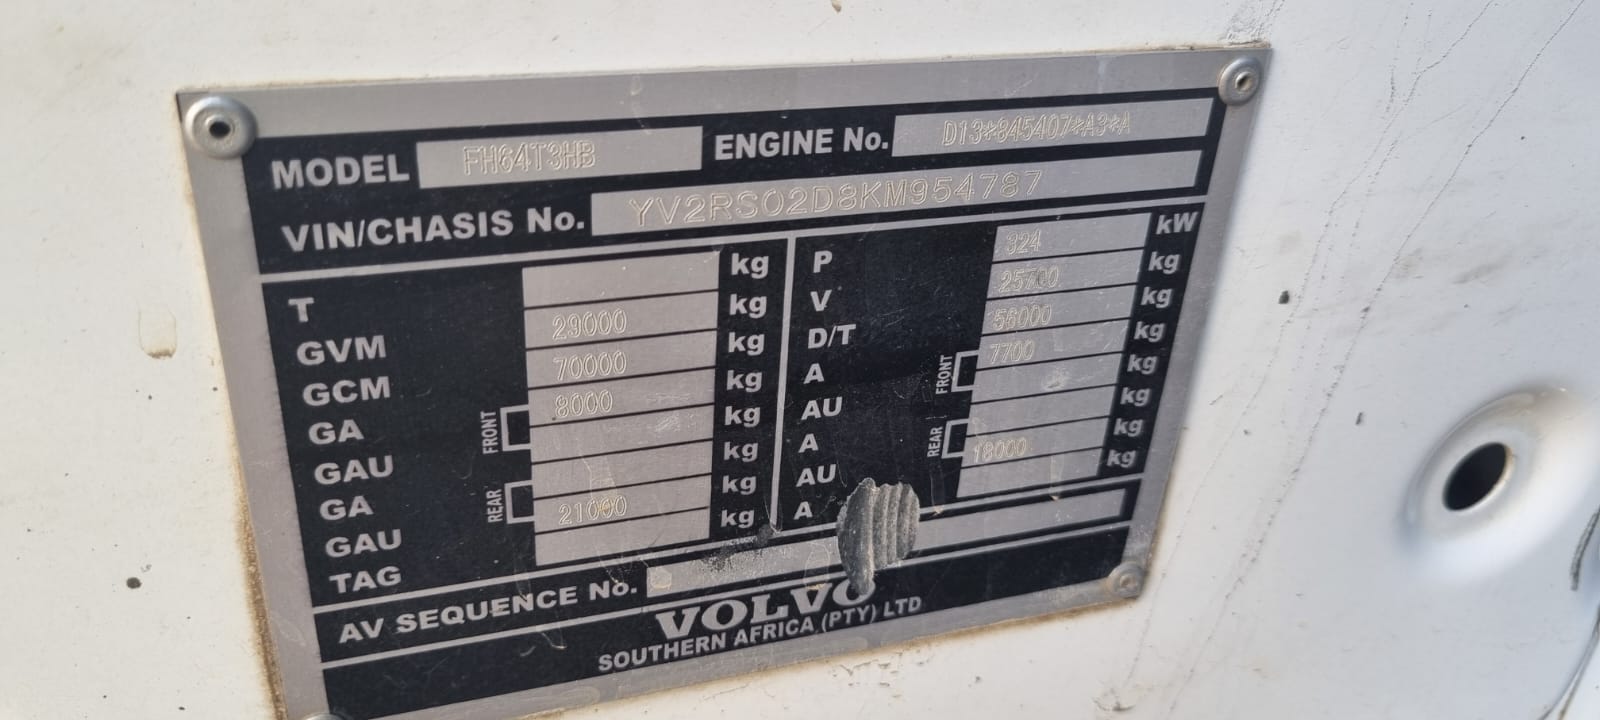 MODEL FH64T3HB ENGINE No. D13*845407*A3*A
VIN/CHASIS No. YV2RS02D8KM954787
T kg P 324 kW
GVM 29000 kg V 25700 kg
GCM 70000 kg D/T 56000 kg
FRONT GA 8000 kg FRONT A 7700 kg
GAU kg AU kg
REAR GA kg REAR A kg
GAU 21000 kg AU 18000 kg
TAG kg A kg
AV SEQUENCE No.
VOLVO
SOUTHERN AFRICA (PTY) LTD